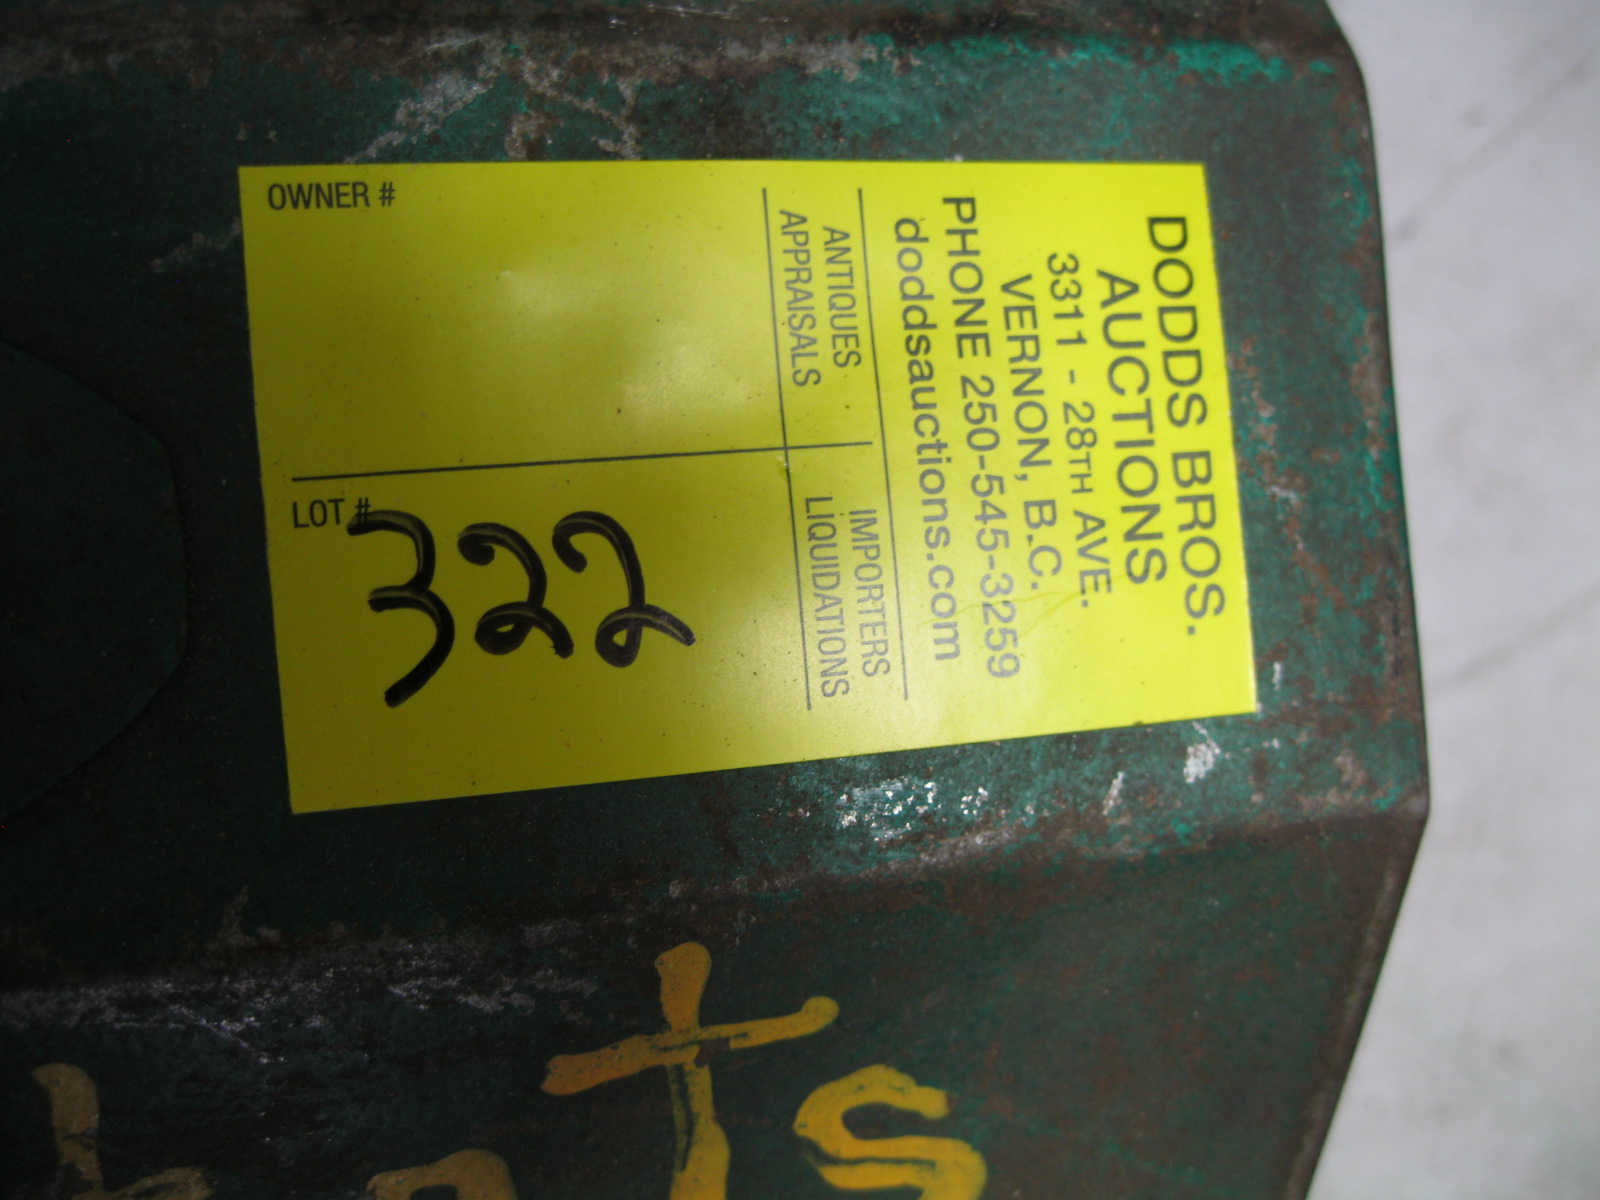 DODDS BROS.
AUCTIONS
3311 - 28TH AVE.
VERNON, B.C.
PHONE 250-545-3259
doddsauctions.com
ANTIQUES
APPRAISALS
IMPORTERS
LIQUIDATIONS
OWNER #
LOT #
322